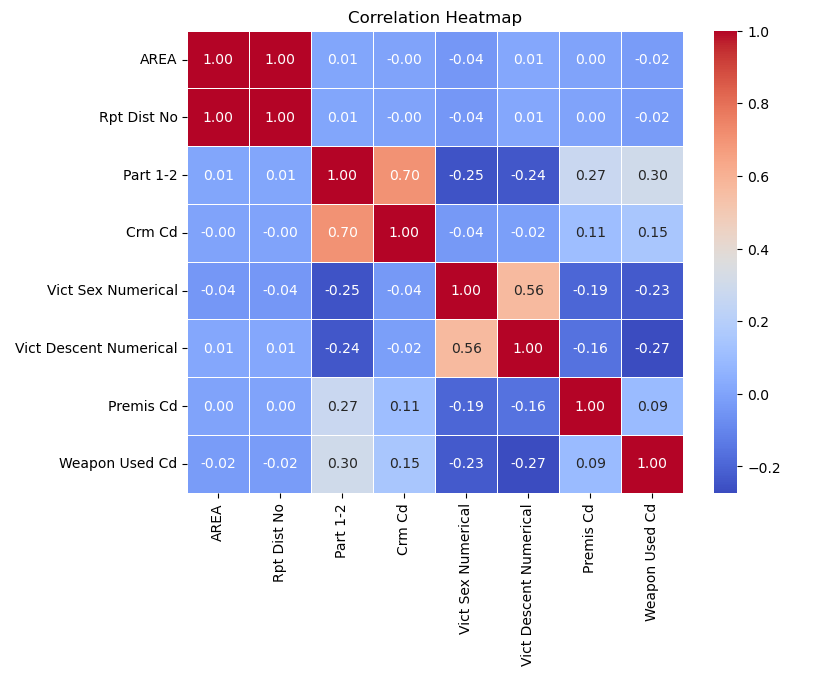 Correlation Heatmap
AREA 1.00 1.00 0.01 -0.00 -0.04 0.01 0.00 -0.02
Rpt Dist No 1.00 1.00 0.01 -0.00 -0.04 0.01 0.00 -0.02
Part 1-2 0.01 0.01 1.00 0.70 -0.25 -0.24 0.27 0.30
Crm Cd -0.00 -0.00 0.70 1.00 -0.04 -0.02 0.11 0.15
Vict Sex Numerical -0.04 -0.04 -0.25 -0.04 1.00 0.56 -0.19 -0.23
Vict Descent Numerical 0.01 0.01 -0.24 -0.02 0.56 1.00 -0.16 -0.27
Premis Cd 0.00 0.00 0.27 0.11 -0.19 -0.16 1.00 0.09
Weapon Used Cd -0.02 -0.02 0.30 0.15 -0.23 -0.27 0.09 1.00
AREA
Rpt Dist No
Part 1-2
Crm Cd
Vict Sex Numerical
Vict Descent Numerical
Premis Cd
Weapon Used Cd
1.0
0.8
0.6
0.4
0.2
0.0
−0.2